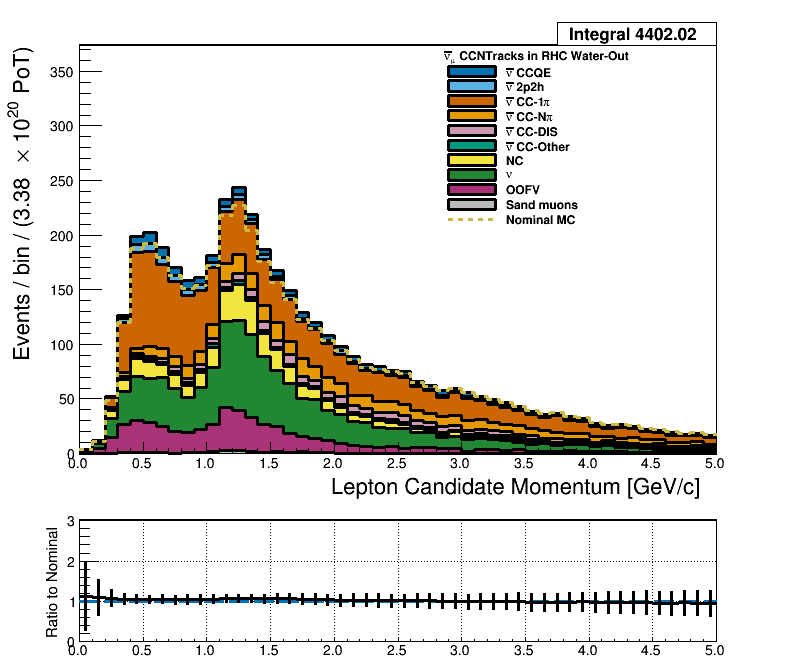 Integral 4402.02
ν̅μ CCNTracks in RHC Water-Out
ν̅ CCQE
ν̅ 2p2h
ν̅ CC-1π
ν̅ CC-Nπ
ν̅ CC-DIS
ν̅ CC-Other
NC
ν
OOFV
Sand muons
Nominal MC
Events / bin / (3.38 × 10²⁰ PoT)
350
300
250
200
150
100
50
0
0.0 0.5 1.0 1.5 2.0 2.5 3.0 3.5 4.0 4.5 5.0
Lepton Candidate Momentum [GeV/c]
Ratio to Nominal
3
2
1
0
0.0 0.5 1.0 1.5 2.0 2.5 3.0 3.5 4.0 4.5 5.0